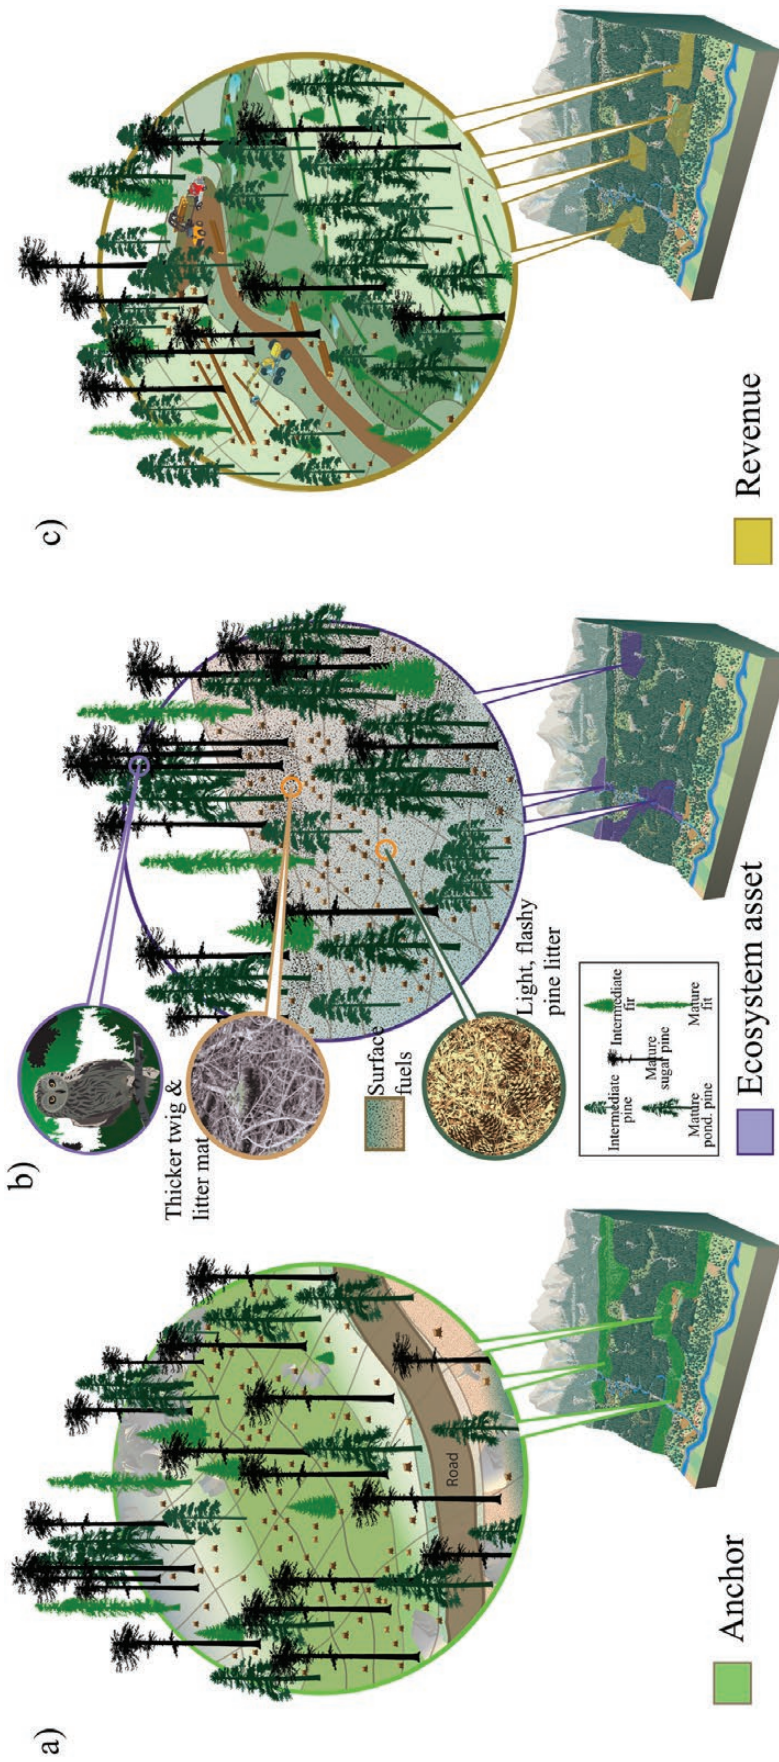 a)
Road
Anchor
b)
Thicker twig &
litter mat
Surface
fuels
Light, flashy
pine litter
Intermediate
pine
Mature
pond. pine
Mature
sugar pine
Intermediate
fir
Mature
fit
Ecosystem asset
c)
Revenue